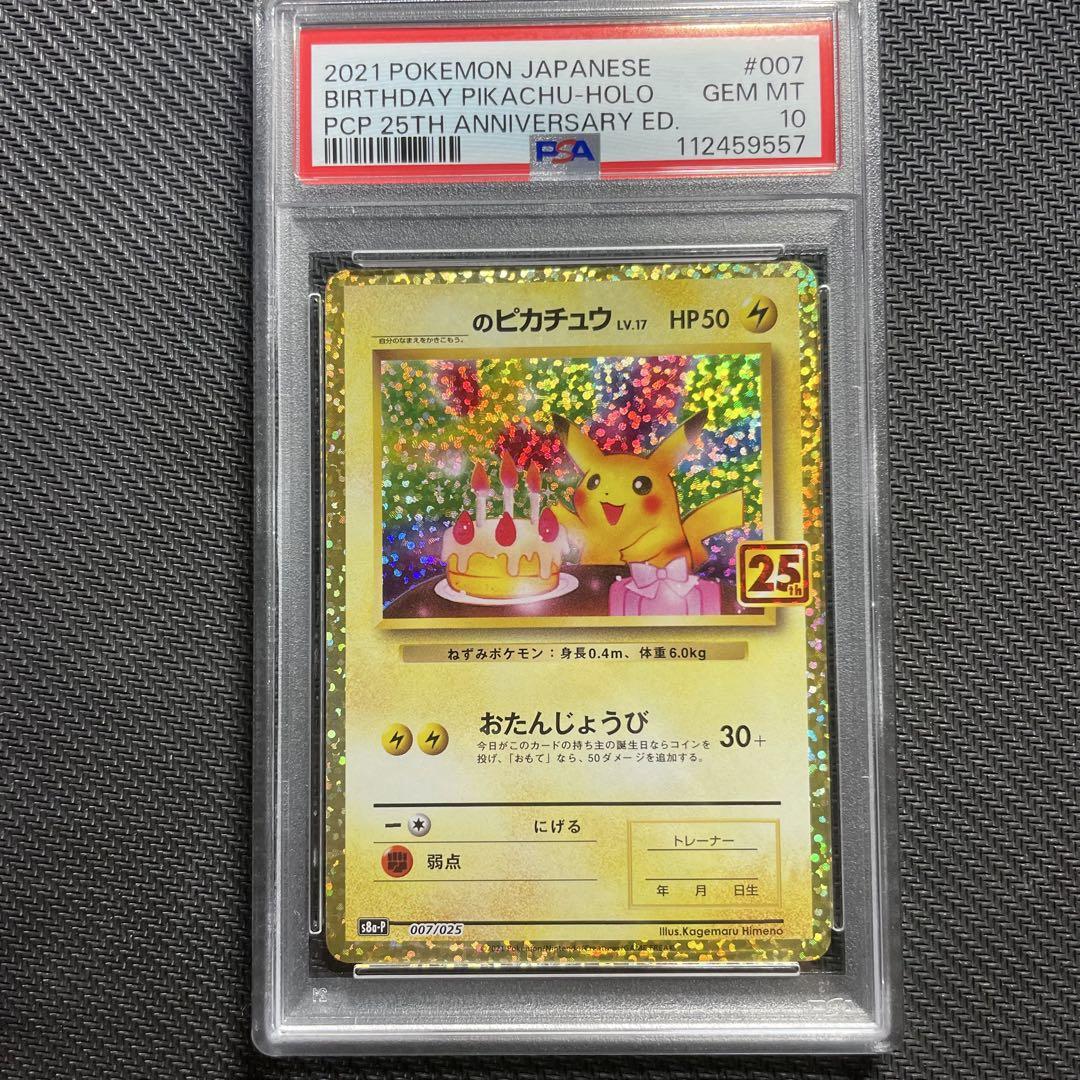 2021 POKEMON JAPANESE #007
BIRTHDAY PIKACHU-HOLO GEM MT
PCP 25TH ANNIVERSARY ED. 10
PSA 112459557
のピカチュウ LV.17 HP50
自分のなまえをかきこもう。
25th
ねずみポケモン：身長0.4m、体重6.0kg
おたんじょうび 30+
今日がこのカードの持ち主の誕生日ならコインを
投げ、「おもて」なら、50ダメージを追加する。
にげる
弱点
トレーナー
年 月 日生
s8a-P 007/025
Illus.Kagemaru Himeno